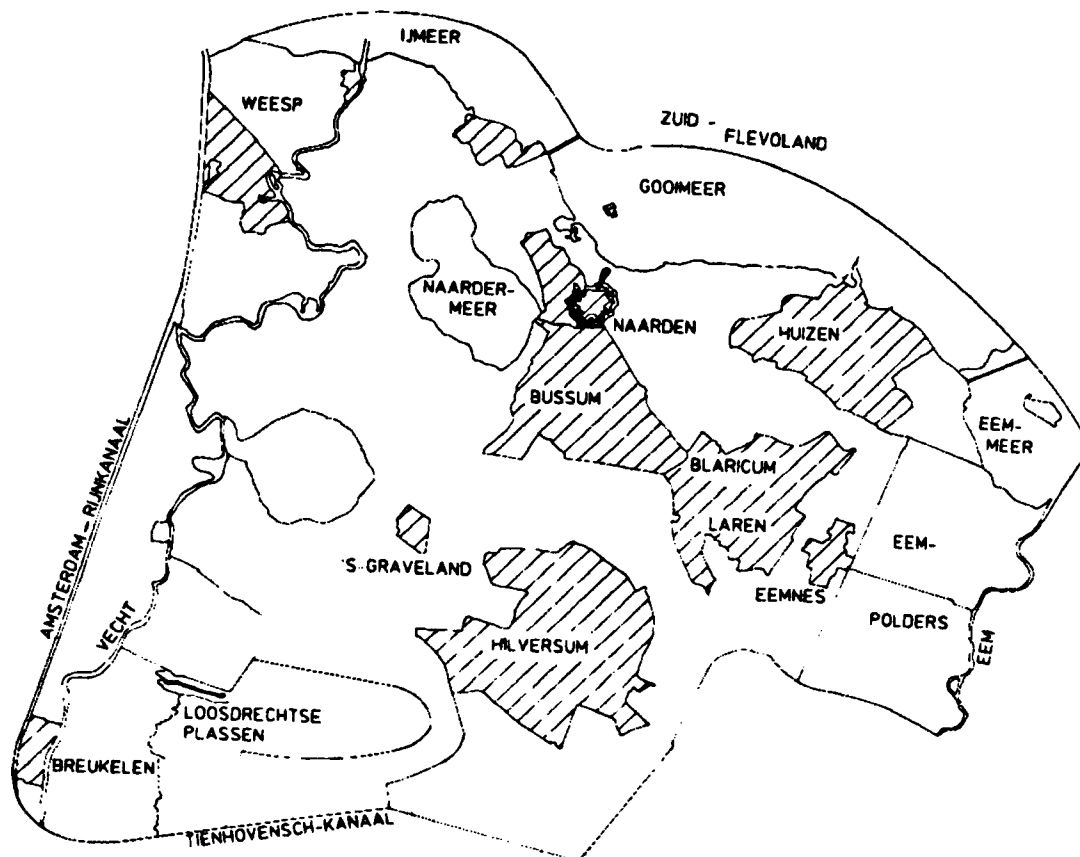 IJMEER
WEESP
ZUID -
FLEVOLAND
GOOIMEER
NAARDER-
MEER
NAARDEN
HUIZEN
BUSSUM
EEM-
MEER
BLARICUM
LAREN
EEM-
'S-GRAVELAND
EEMNES
POLDERS
AMSTERDAM - RIJNKANAAL
VECHT
HILVERSUM
EEM
LOOSDRECHTSE
PLASSEN
BREUKELEN
TIENHOVENSCH-KANAAL